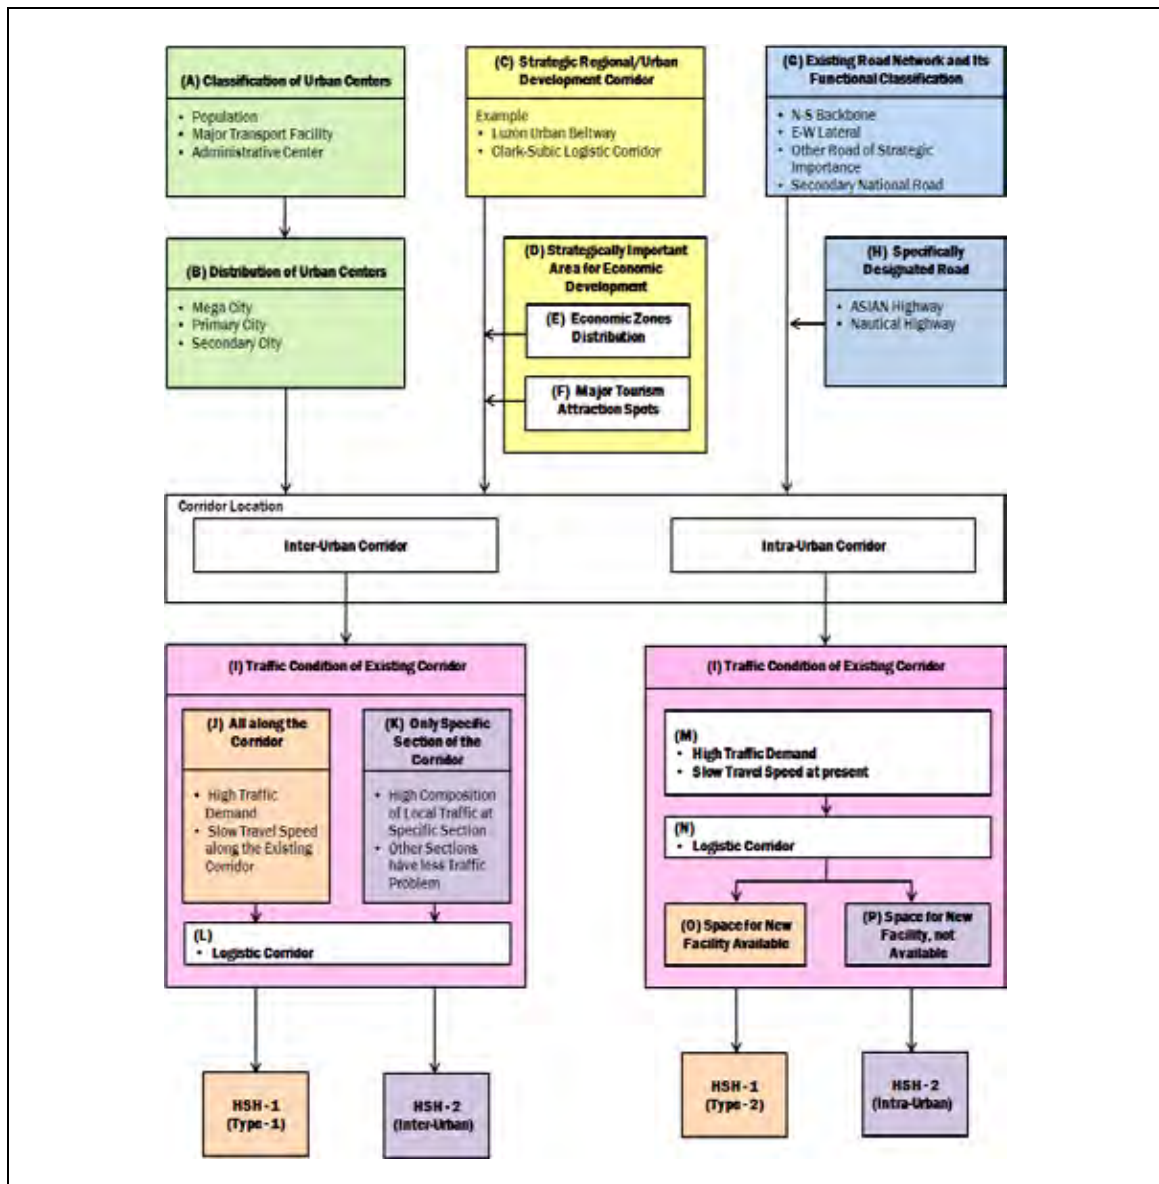 (A) Classification of Urban Centers
• Population
• Major Transport Facility
• Administrative Center
(C) Strategic Regional/Urban
Development Corridor
Example
• Luzon Urban Beltway
• Clark-Subic Logistic Corridor
(G) Existing Road Network and Its
Functional Classification
• N-S Backbone
• E-W Lateral
• Other Road of Strategic
Importance
• Secondary National Road
(B) Distribution of Urban Centers
• Mega City
• Primary City
• Secondary City
(D) Strategically Important
Area for Economic
Development
(E) Economic Zones
Distribution
(F) Major Tourism
Attraction Spots
(H) Specifically
Designated Road
• ASIAN Highway
• Nautical Highway
Corridor Location
Inter-Urban Corridor
Intra-Urban Corridor
(I) Traffic Condition of Existing Corridor
(J) All along the
Corridor
• High Traffic
Demand
• Slow Travel Speed
along the Existing
Corridor
(K) Only Specific
Section of the
Corridor
• High Composition
of Local Traffic at
Specific Section
• Other Sections
have less Traffic
Problem
(L)
• Logistic Corridor
(I) Traffic Condition of Existing Corridor
(M)
• High Traffic Demand
• Slow Travel Speed at present
(N)
• Logistic Corridor
(O) Space for New
Facility Available
(P) Space for New
Facility, not
Available
HSH - 1
(Type - 1)
HSH - 2
(Inter-Urban)
HSH - 1
(Type - 2)
HSH - 2
(Intra-Urban)